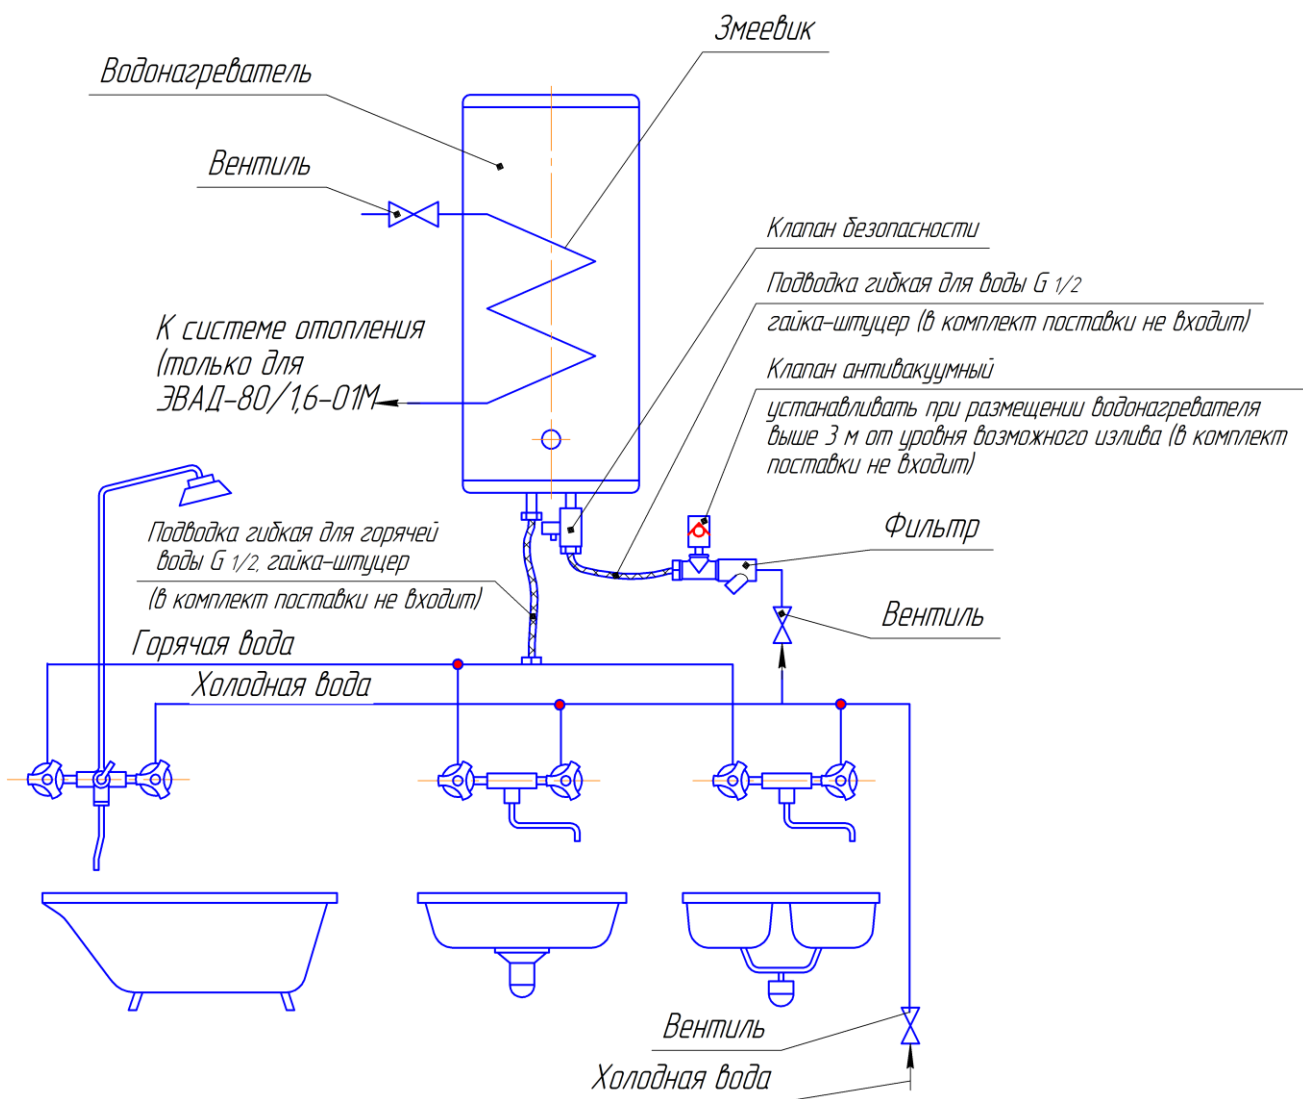 Змеевик
Водонагреватель
Вентиль
Клапан безопасности
Подводка гибкая для воды G 1/2
гайка-штуцер (в комплект поставки не входит)
К системе отопления
(только для
ЭВАД-80/1,6-01М
Клапан антивакуумный
устанавливать при размещении водонагревателя
выше 3 м от уровня возможного излива (в комплект
поставки не входит)
Подводка гибкая для горячей
воды G 1/2, гайка-штуцер
(в комплект поставки не входит)
Фильтр
Вентиль
Горячая вода
Холодная вода
Вентиль
Холодная вода